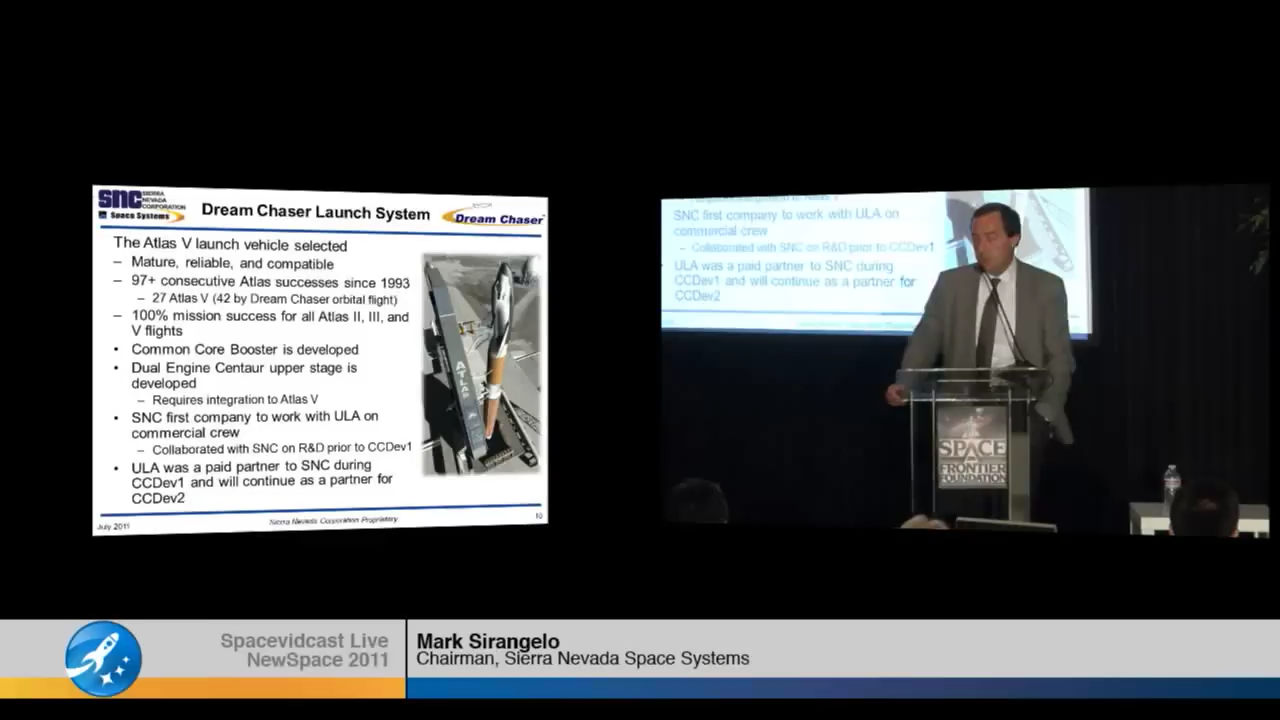 SNC SIERRA
NEVADA
CORPORATION
Space Systems
Dream Chaser Launch System
Dream Chaser
The Atlas V launch vehicle selected
– Mature, reliable, and compatible
– 97+ consecutive Atlas successes since 1993
– 27 Atlas V (42 by Dream Chaser orbital flight)
– 100% mission success for all Atlas II, III, and
V flights
• Common Core Booster is developed
• Dual Engine Centaur upper stage is
developed
– Requires integration to Atlas V
• SNC first company to work with ULA on
commercial crew
– Collaborated with SNC on R&D prior to CCDev1
• ULA was a paid partner to SNC during
CCDev1 and will continue as a partner for
CCDev2
ATLAS
July 2011
Sierra Nevada Corporation Proprietary
10
SNC first company to work with ULA on
commercial crew
– Collaborated with SNC on R&D prior to CCDev1
ULA was a paid partner to SNC during
CCDev1 and will continue as a partner for
CCDev2
SPACE
FRONTIER
FOUNDATION
Spacevidcast Live
NewSpace 2011
Mark Sirangelo
Chairman, Sierra Nevada Space Systems